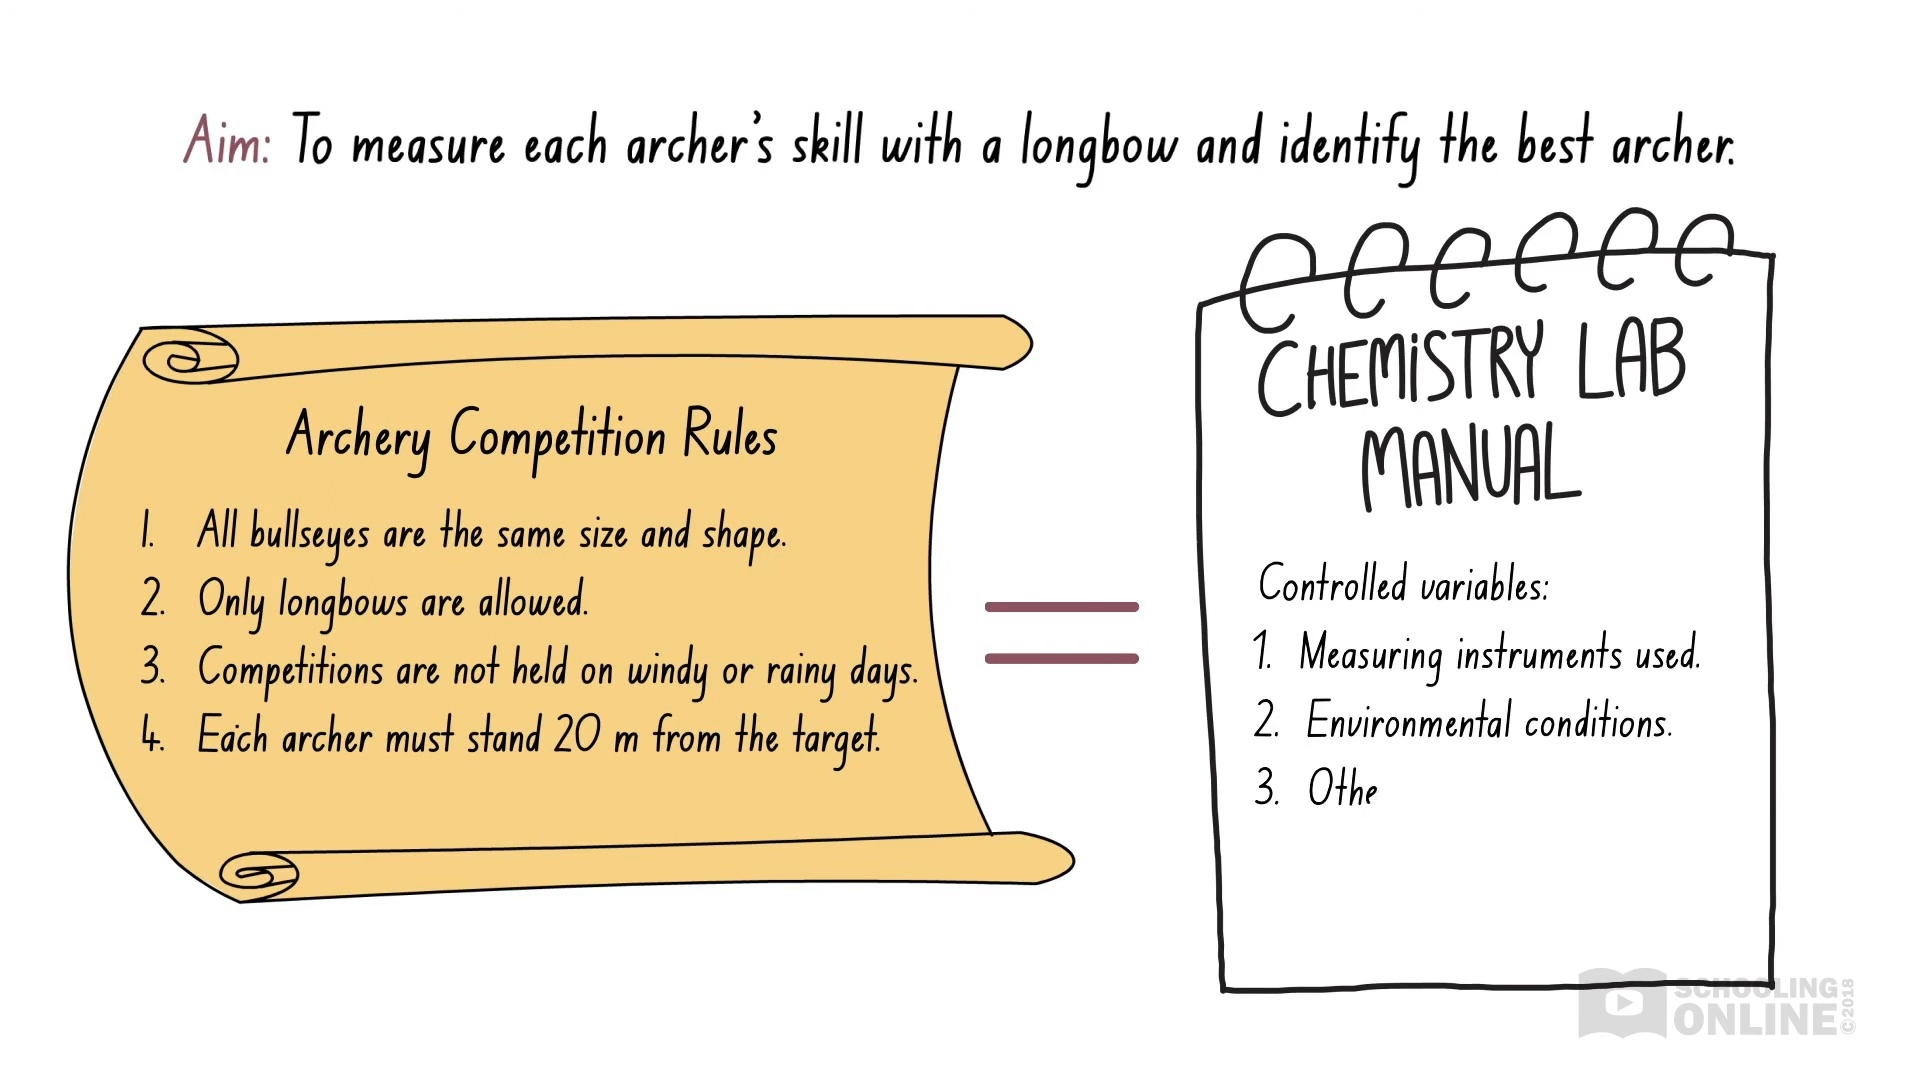 Aim: To measure each archer's skill with a longbow and identify the best archer.
Archery Competition Rules
1. All bullseyes are the same size and shape.
2. Only longbows are allowed.
3. Competitions are not held on windy or rainy days.
4. Each archer must stand 20 m from the target.
CHEMISTRY LAB
MANUAL
Controlled variables:
1. Measuring instruments used.
2. Environmental conditions.
3. Othe
SCHOOLING
ONLINE
©2018